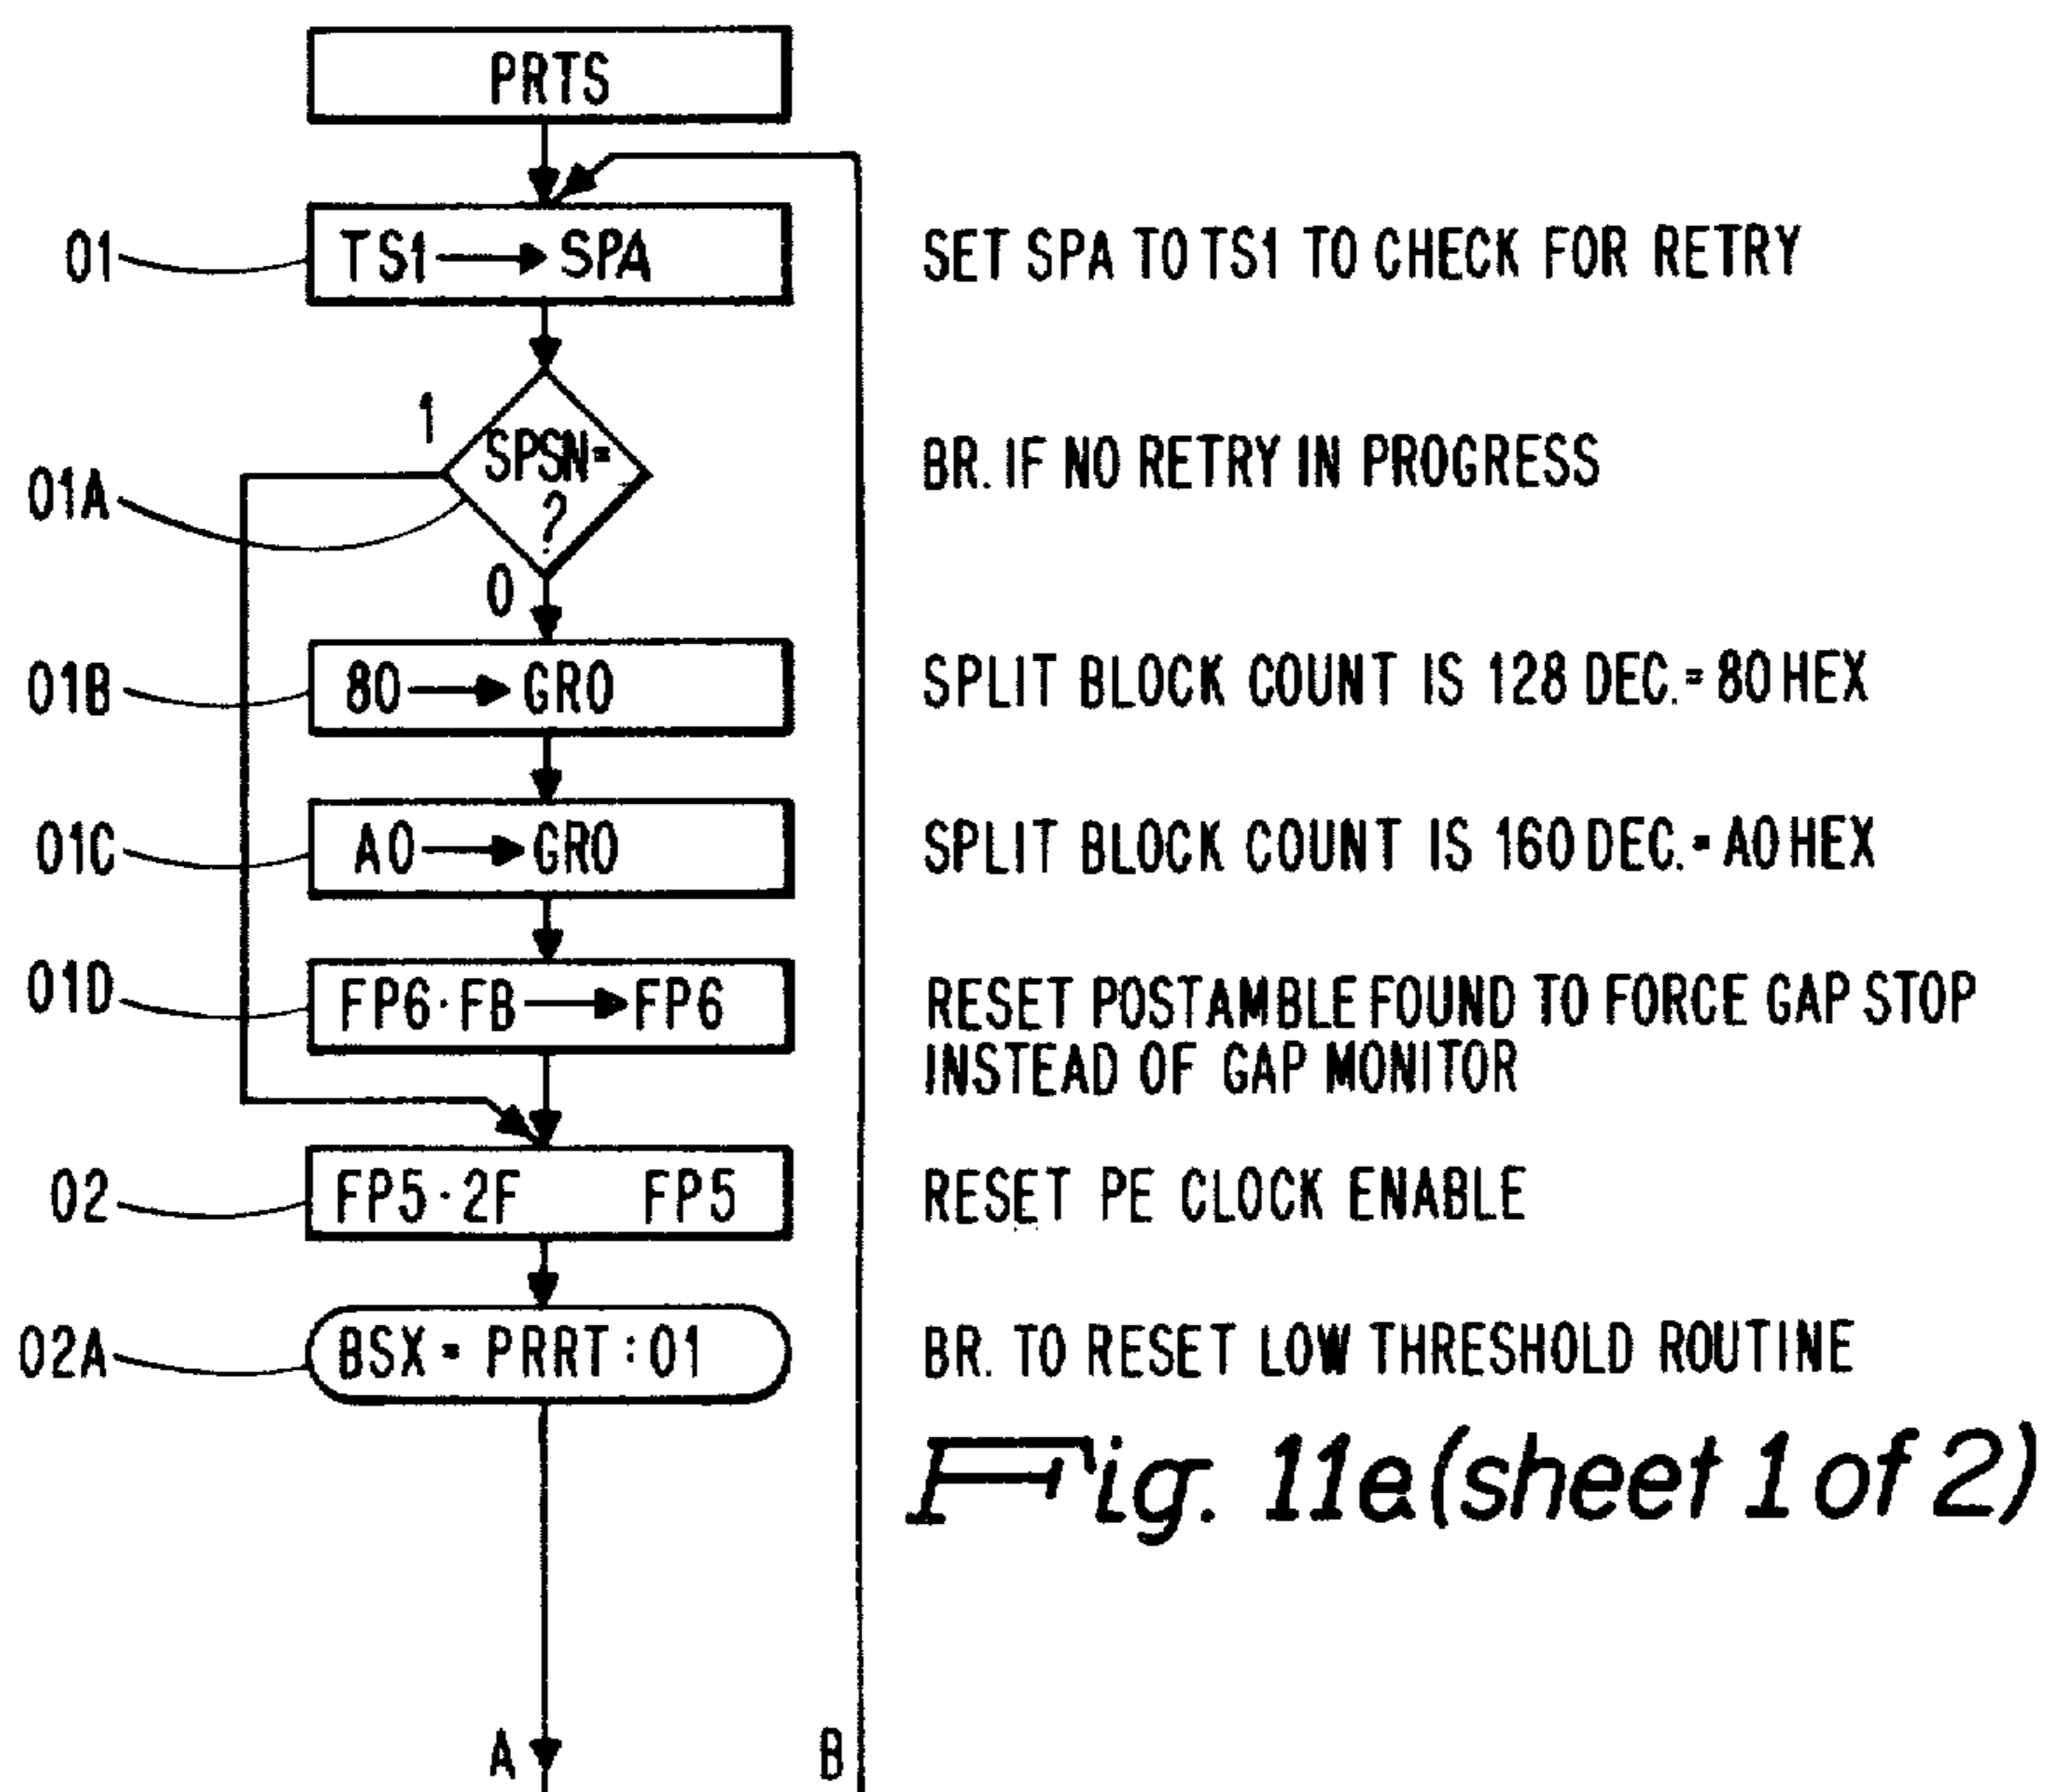 PRTS
01
TS1 → SPA
SET SPA TO TS1 TO CHECK FOR RETRY
1
SPSN=
?
01A
BR. IF NO RETRY IN PROGRESS
0
01B
80 → GR0
SPLIT BLOCK COUNT IS 128 DEC.= 80 HEX
01C
A0 → GR0
SPLIT BLOCK COUNT IS 160 DEC.= A0 HEX
01D
FP6·FB → FP6
RESET POSTAMBLE FOUND TO FORCE GAP STOP
INSTEAD OF GAP MONITOR
02
FP5·2F FP5
RESET PE CLOCK ENABLE
02A
BSX = PRRT:01
BR. TO RESET LOW THRESHOLD ROUTINE
Fig. 11e(sheet 1 of 2)
A
B